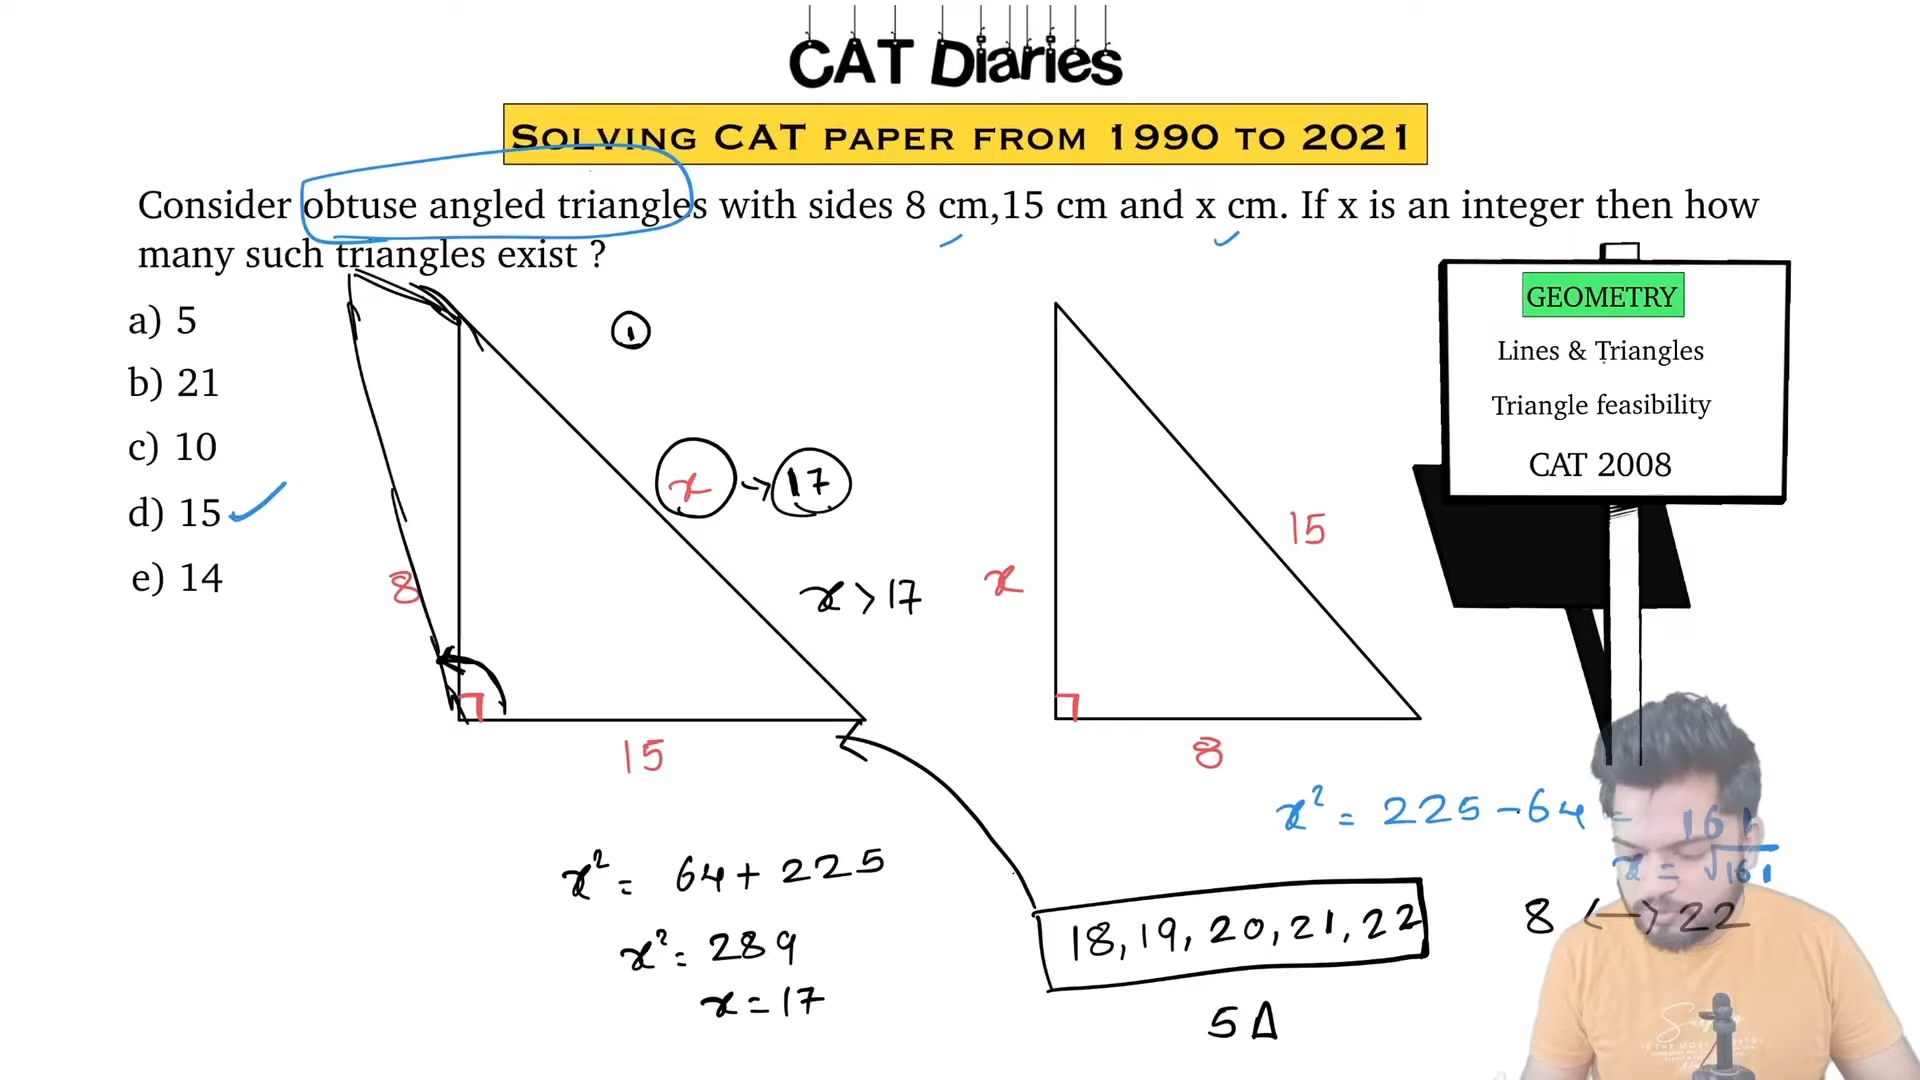 CAT Diaries
SOLVING CAT PAPER FROM 1990 TO 2021
Consider obtuse angled triangles with sides 8 cm,15 cm and x cm. If x is an integer then how
many such triangles exist ?
a) 5
b) 21
c) 10
d) 15
e) 14
1
x → 17
8
x > 17
15
x² = 64 + 225
x² = 289
x = 17
x
15
8
x² = 225 - 64 = 161
x = √161
8 <-> 22
18, 19, 20, 21, 22
5 Δ
GEOMETRY
Lines & Triangles
Triangle feasibility
CAT 2008